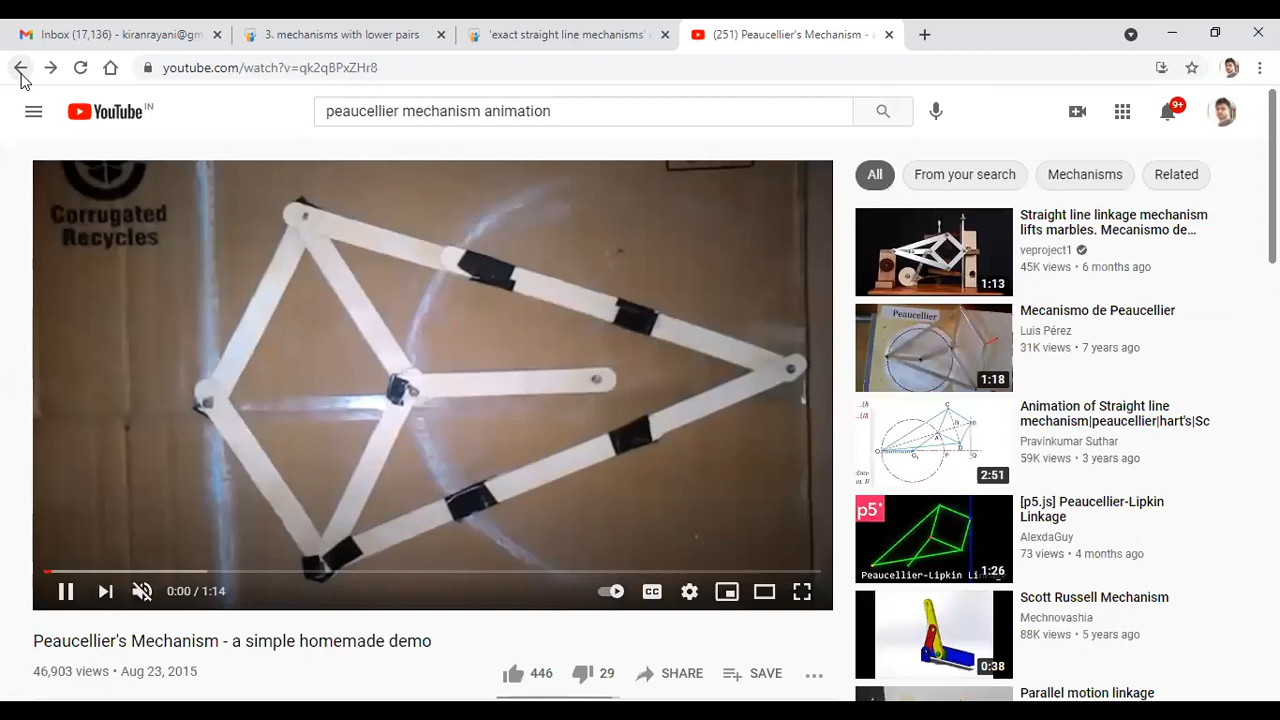 Inbox (17,136) - kiranrayani@gm
3. mechanisms with lower pairs
'exact straight line mechanisms'
(251) Peaucellier's Mechanism -
youtube.com/watch?v=qk2qBPxZHr8
YouTube IN
peaucellier mechanism animation
9+
Corrugated
Recycles
0:00 / 1:14
CC
Peaucellier's Mechanism - a simple homemade demo
46,903 views • Aug 23, 2015
446
29
SHARE
SAVE
All
From your search
Mechanisms
Related
Straight line linkage mechanism
lifts marbles. Mecanismo de...
veproject1
45K views • 6 months ago
1:13
Mecanismo de Peaucellier
Luis Pérez
31K views • 7 years ago
Peaucellier
1:18
Animation of Straight line
mechanism|peaucellier|hart's|Sc
Pravinkumar Suthar
59K views • 3 years ago
2:51
[p5.js] Peaucellier-Lipkin
Linkage
AlexdaGuy
73 views • 4 months ago
p5*
Peaucellier-Lipkin Li
1:26
Scott Russell Mechanism
Mechnovashia
88K views • 5 years ago
0:38
Parallel motion linkage